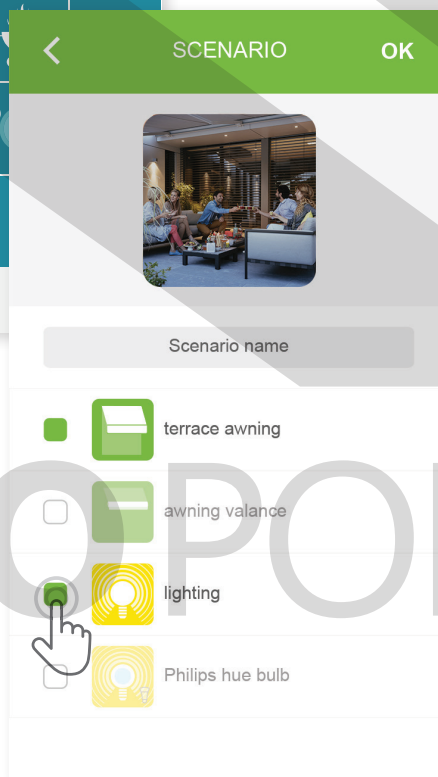 SCENARIO OK
Scenario name
terrace awning
awning valance
lighting
Philips hue bulb